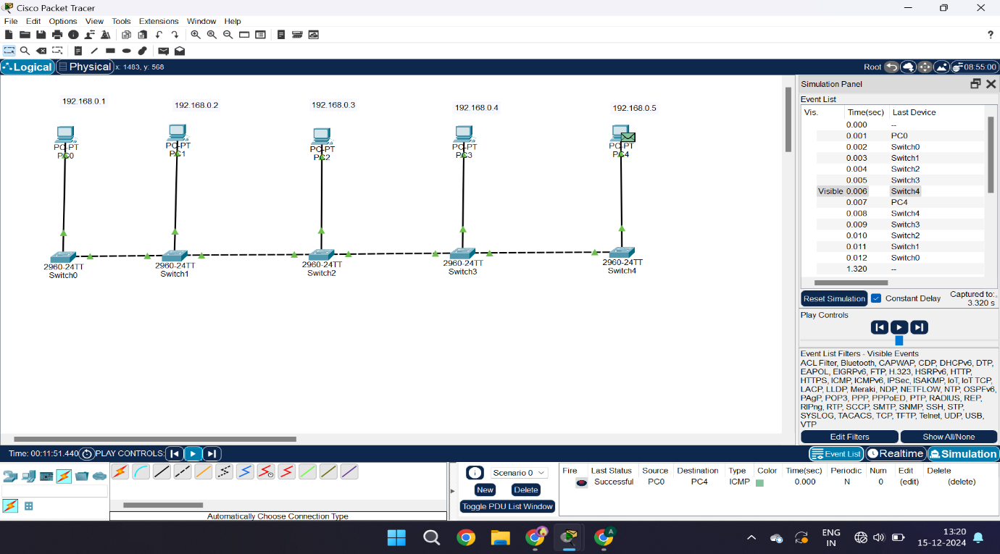 Cisco Packet Tracer
File Edit Options View Tools Extensions Window Help
?
Logical Physical x: 1483, y: 568 Root 08:55:00
192.168.0.1
192.168.0.2
192.168.0.3
192.168.0.4
192.168.0.5
PC-PT
PC0
PC-PT
PC1
PC-PT
PC2
PC-PT
PC3
PC-PT
PC4
2960-24TT
Switch0
2960-24TT
Switch1
2960-24TT
Switch2
2960-24TT
Switch3
2960-24TT
Switch4
Simulation Panel
Event List
Vis. Time(sec) Last Device
0.000 --
0.001 PC0
0.002 Switch0
0.003 Switch1
0.004 Switch2
0.005 Switch3
Visible 0.006 Switch4
0.007 PC4
0.008 Switch4
0.009 Switch3
0.010 Switch2
0.011 Switch1
0.012 Switch0
1.320 --
Reset Simulation Constant Delay Captured to:
3.320 s
Play Controls
Event List Filters - Visible Events
ACL Filter, Bluetooth, CAPWAP, CDP, DHCPv6, DTP,
EAPOL, EIGRPv6, FTP, H.323, HSRPv6, HTTP,
HTTPS, ICMP, ICMPv6, IPSec, ISAKMP, IoT, IoT TCP,
LACP, LLDP, Meraki, NDP, NETFLOW, NTP, OSPFv6,
PAgP, POP3, PPP, PPPoED, PTP, RADIUS, REP,
RIPng, RTP, SCCP, SMTP, SNMP, SSH, STP,
SYSLOG, TACACS, TCP, TFTP, Telnet, UDP, USB,
VTP
Edit Filters Show All/None
Time: 00:11:51.440 PLAY CONTROLS: Event List Realtime Simulation
Automatically Choose Connection Type
Scenario 0
New Delete
Toggle PDU List Window
Fire Last Status Source Destination Type Color Time(sec) Periodic Num Edit Delete
Successful PC0 PC4 ICMP 0.000 N 0 (edit) (delete)
A
ENG
IN
13:20
15-12-2024